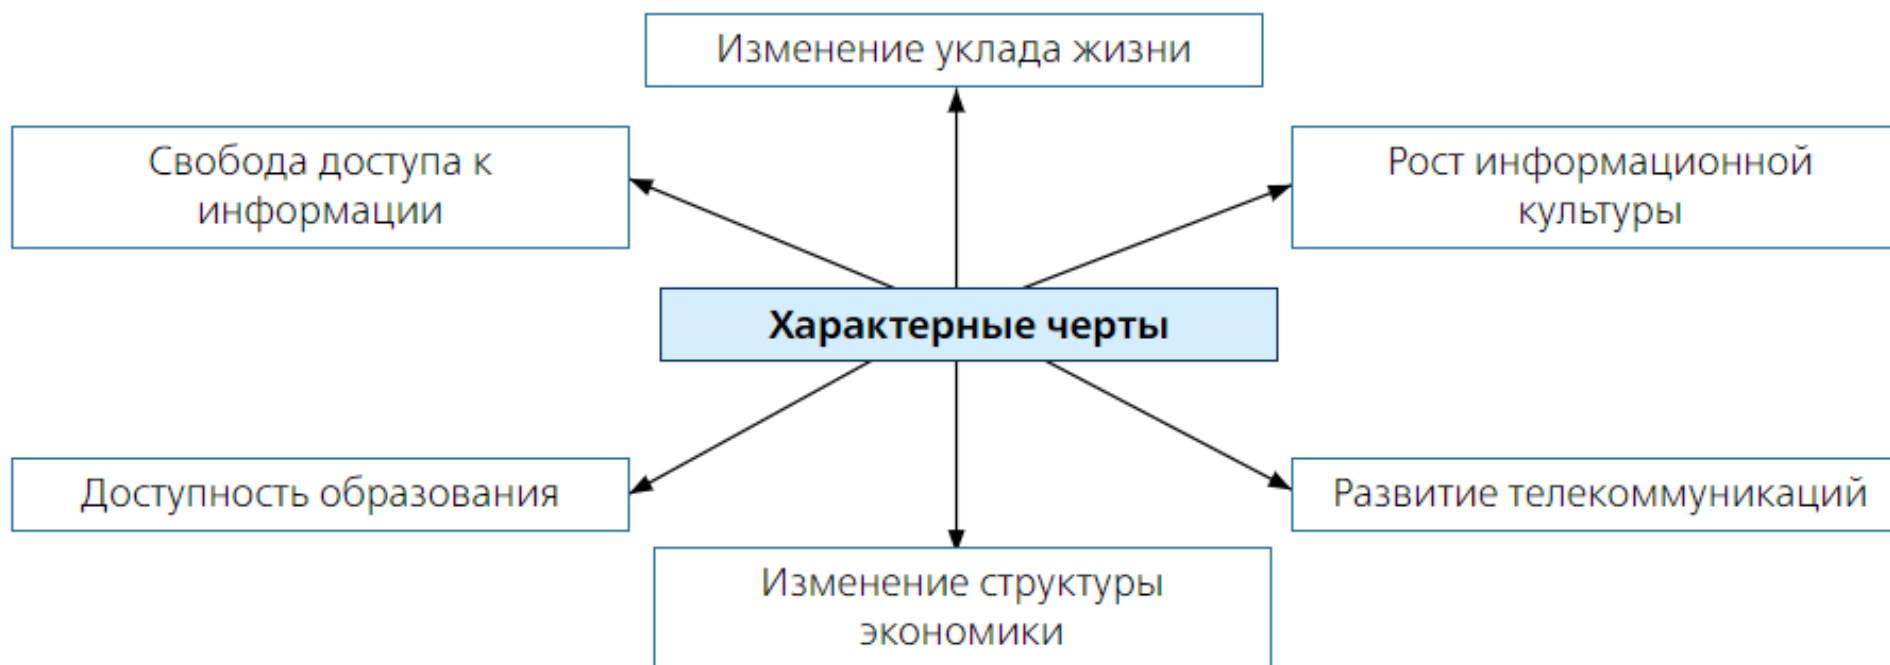 Изменение уклада жизни
Свобода доступа к
информации
Рост информационной
культуры
Характерные черты
Доступность образования
Развитие телекоммуникаций
Изменение структуры
экономики